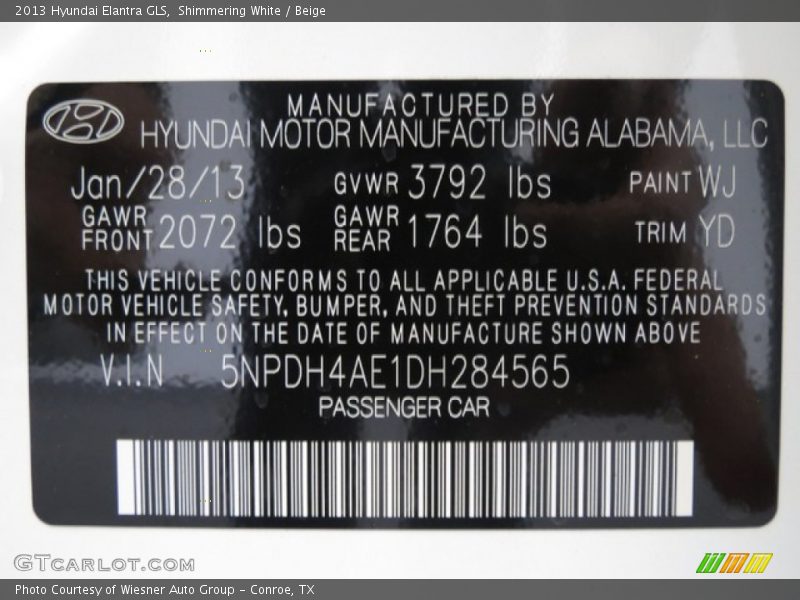 2013 Hyundai Elantra GLS,  Shimmering White / Beige
MANUFACTURED BY
HYUNDAI MOTOR MANUFACTURING ALABAMA, LLC
Jan/28/13 GVWR 3792 lbs PAINT WJ
GAWR FRONT 2072 lbs GAWR REAR 1764 lbs TRIM YD
THIS VEHICLE CONFORMS TO ALL APPLICABLE U.S.A. FEDERAL
MOTOR VEHICLE SAFETY, BUMPER, AND THEFT PREVENTION STANDARDS
IN EFFECT ON THE DATE OF MANUFACTURE SHOWN ABOVE
V.I.N 5NPDH4AE1DH284565
PASSENGER CAR
GTCARLOT.COM
Photo Courtesy of Wiesner Auto Group - Conroe, TX